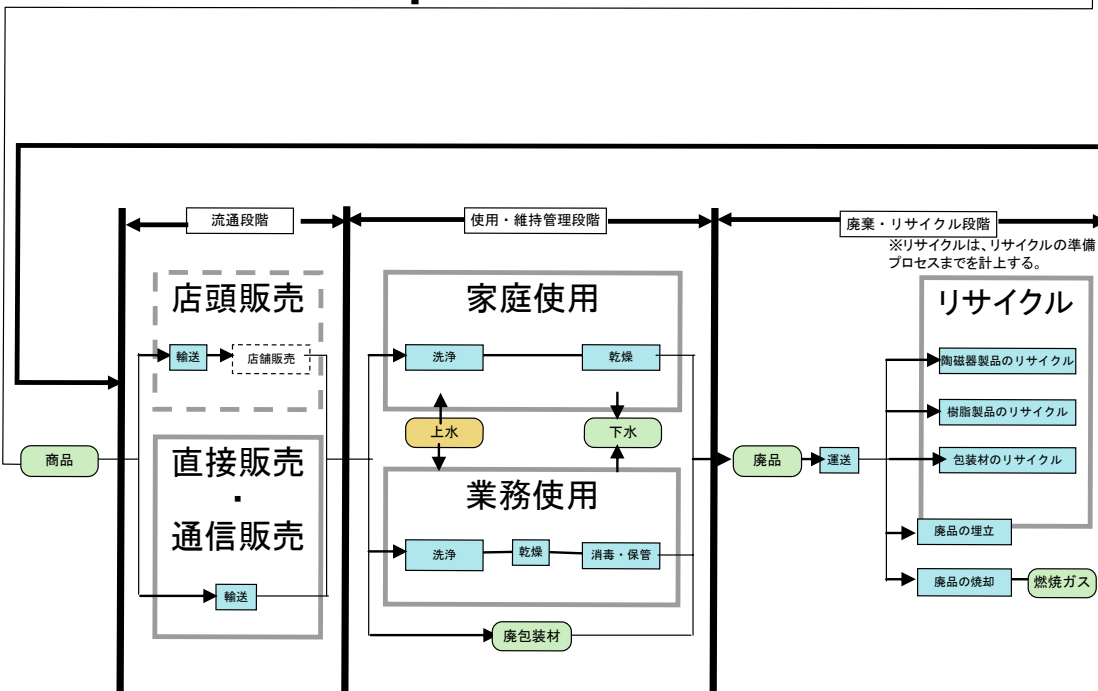 流通段階
使用・維持管理段階
廃棄・リサイクル段階
※リサイクルは、リサイクルの準備
プロセスまでを計上する。
店頭販売
輸送
店舗販売
商品
直接販売
・
通信販売
輸送
家庭使用
洗浄
乾燥
上水
下水
業務使用
洗浄
乾燥
消毒・保管
廃包装材
廃品
運送
リサイクル
陶磁器製品のリサイクル
樹脂製品のリサイクル
包装材のリサイクル
廃品の埋立
廃品の焼却
燃焼ガス